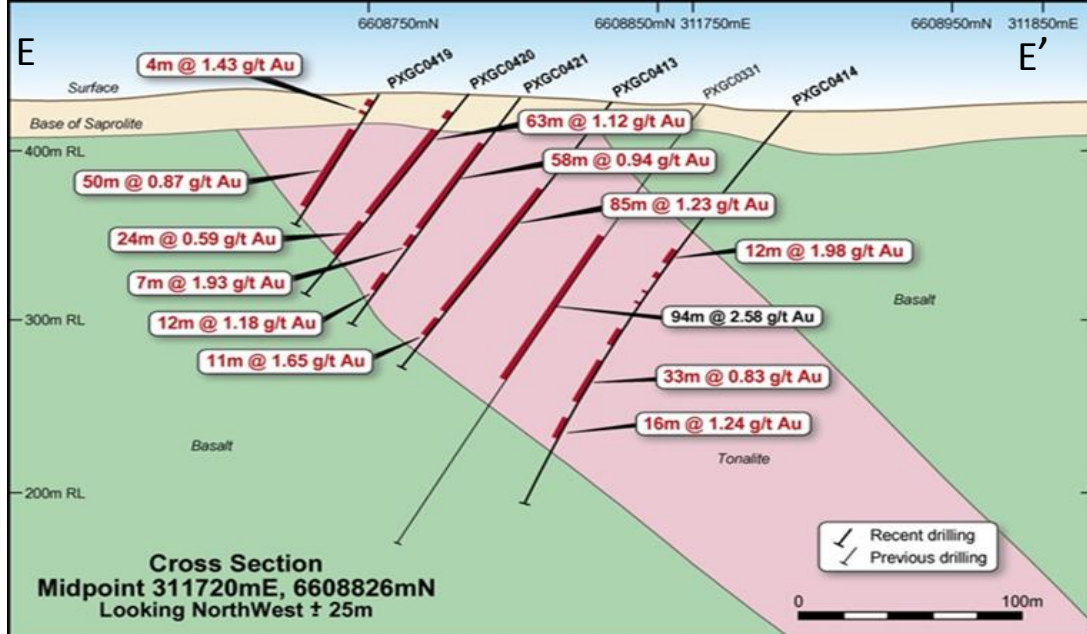 6608750mN
6608850mN
311750mE
6608950mN
311850mE
E
E’
4m @ 1.43 g/t Au
PXGC0419
PXGC0420
PXGC0421
PXGC0413
PXGC0331
PXGC0414
Surface
Base of Saprolite
63m @ 1.12 g/t Au
400m RL
58m @ 0.94 g/t Au
50m @ 0.87 g/t Au
85m @ 1.23 g/t Au
24m @ 0.59 g/t Au
12m @ 1.98 g/t Au
7m @ 1.93 g/t Au
Basalt
300m RL
12m @ 1.18 g/t Au
94m @ 2.58 g/t Au
11m @ 1.65 g/t Au
33m @ 0.83 g/t Au
16m @ 1.24 g/t Au
Basalt
Tonalite
200m RL
Recent drilling
Previous drilling
Cross Section
Midpoint 311720mE, 6608826mN
Looking NorthWest ± 25m
0
100m